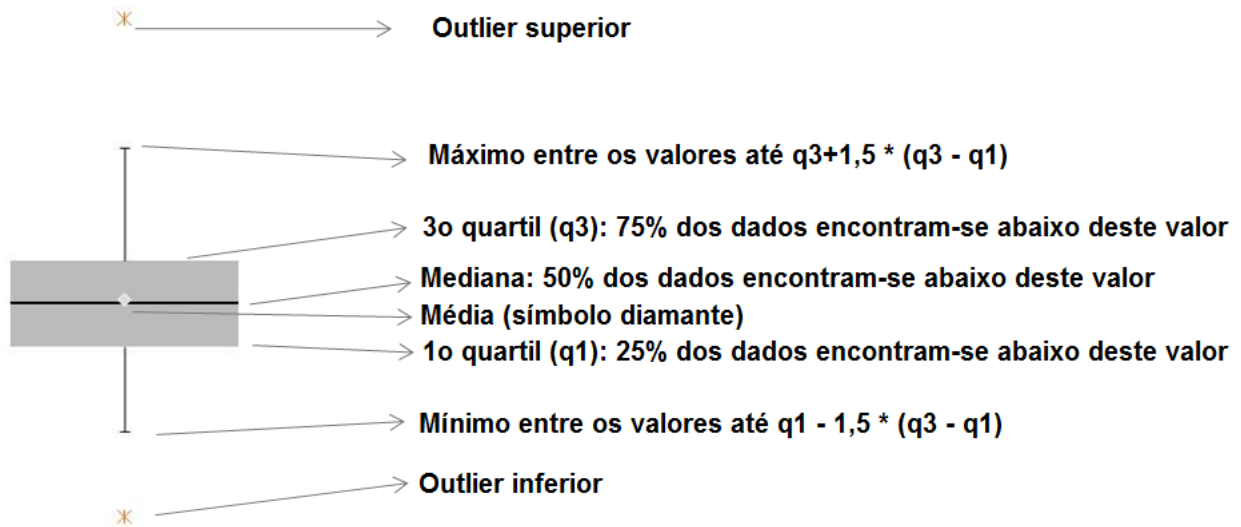 Outlier superior
Máximo entre os valores até q3+1,5 * (q3 - q1)
3o quartil (q3): 75% dos dados encontram-se abaixo deste valor
Mediana: 50% dos dados encontram-se abaixo deste valor
Média (símbolo diamante)
1o quartil (q1): 25% dos dados encontram-se abaixo deste valor
Mínimo entre os valores até q1 - 1,5 * (q3 - q1)
Outlier inferior